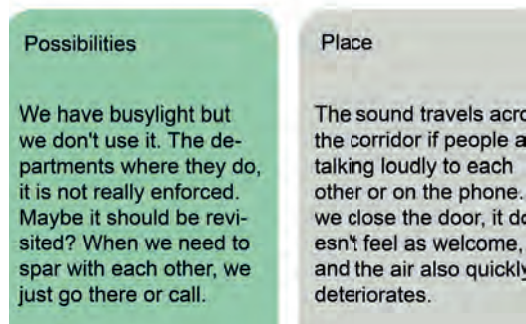 Possibilities
We have busylight but
we don't use it. The de-
partments where they do,
it is not really enforced.
Maybe it should be revi-
sited? When we need to
spar with each other, we
just go there or call.
Place
The sound travels
the corridor if people
talking loudly to each
other or on the phone.
we close the door, it
esn't feel as welcome,
and the air also quickly
deteriorates.